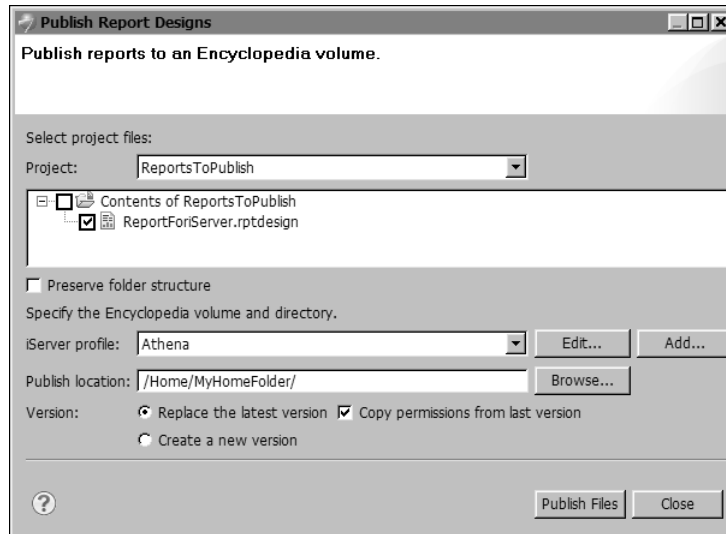 Publish Report Designs
Publish reports to an Encyclopedia volume.
Select project files:
Project: ReportsToPublish
Contents of ReportsToPublish
ReportForiServer.rptdesign
Preserve folder structure
Specify the Encyclopedia volume and directory.
iServer profile: Athena Edit... Add...
Publish location: /Home/MyHomeFolder/ Browse...
Version: Replace the latest version Copy permissions from last version
Create a new version
? Publish Files Close